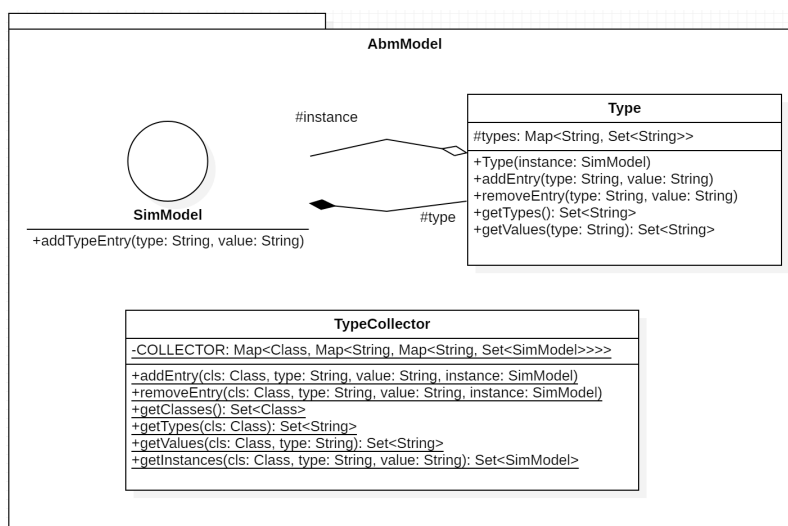 AbmModel
#instance
SimModel
+addTypeEntry(type: String, value: String)
#type
Type
#types: Map<String, Set<String>>
+Type(instance: SimModel)
+addEntry(type: String, value: String)
+removeEntry(type: String, value: String)
+getTypes(): Set<String>
+getValues(type: String): Set<String>
TypeCollector
-COLLECTOR: Map<Class, Map<String, Map<String, Set<SimModel>>>>
+addEntry(cls: Class, type: String, value: String, instance: SimModel)
+removeEntry(cls: Class, type: String, value: String, instance: SimModel)
+getClasses(): Set<Class>
+getTypes(cls: Class): Set<String>
+getValues(cls: Class, type: String): Set<String>
+getInstances(cls: Class, type: String, value: String): Set<SimModel>